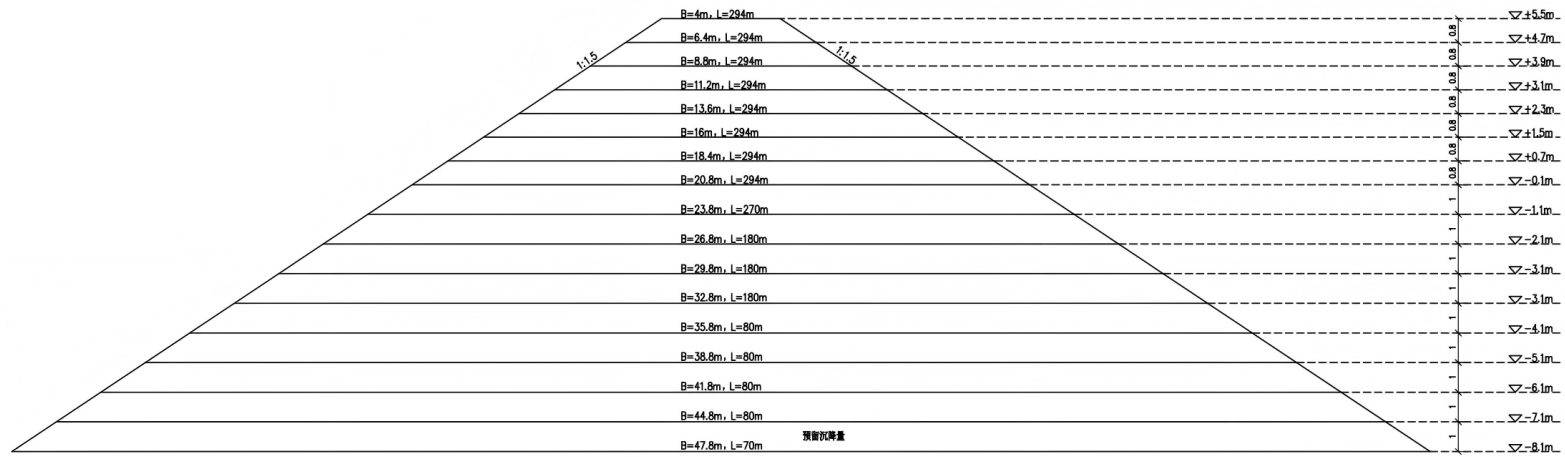 B=4m, L=294m
+5.5m
0.8
B=6.4m, L=294m
+4.7m
1:1.5
1:1.5
0.8
B=8.8m, L=294m
+3.9m
0.8
B=11.2m, L=294m
+3.1m
0.8
B=13.6m, L=294m
+2.3m
0.8
B=16m, L=294m
+1.5m
0.8
B=18.4m, L=294m
+0.7m
0.8
B=20.8m, L=294m
-0.1m
1
B=23.8m, L=270m
-1.1m
1
B=26.8m, L=180m
-2.1m
1
B=29.8m, L=180m
-3.1m
1
B=32.8m, L=180m
-3.1m
1
B=35.8m, L=80m
-4.1m
1
B=38.8m, L=80m
-5.1m
1
B=41.8m, L=80m
-6.1m
1
B=44.8m, L=80m
-7.1m
预留沉降量
1
B=47.8m, L=70m
-8.1m